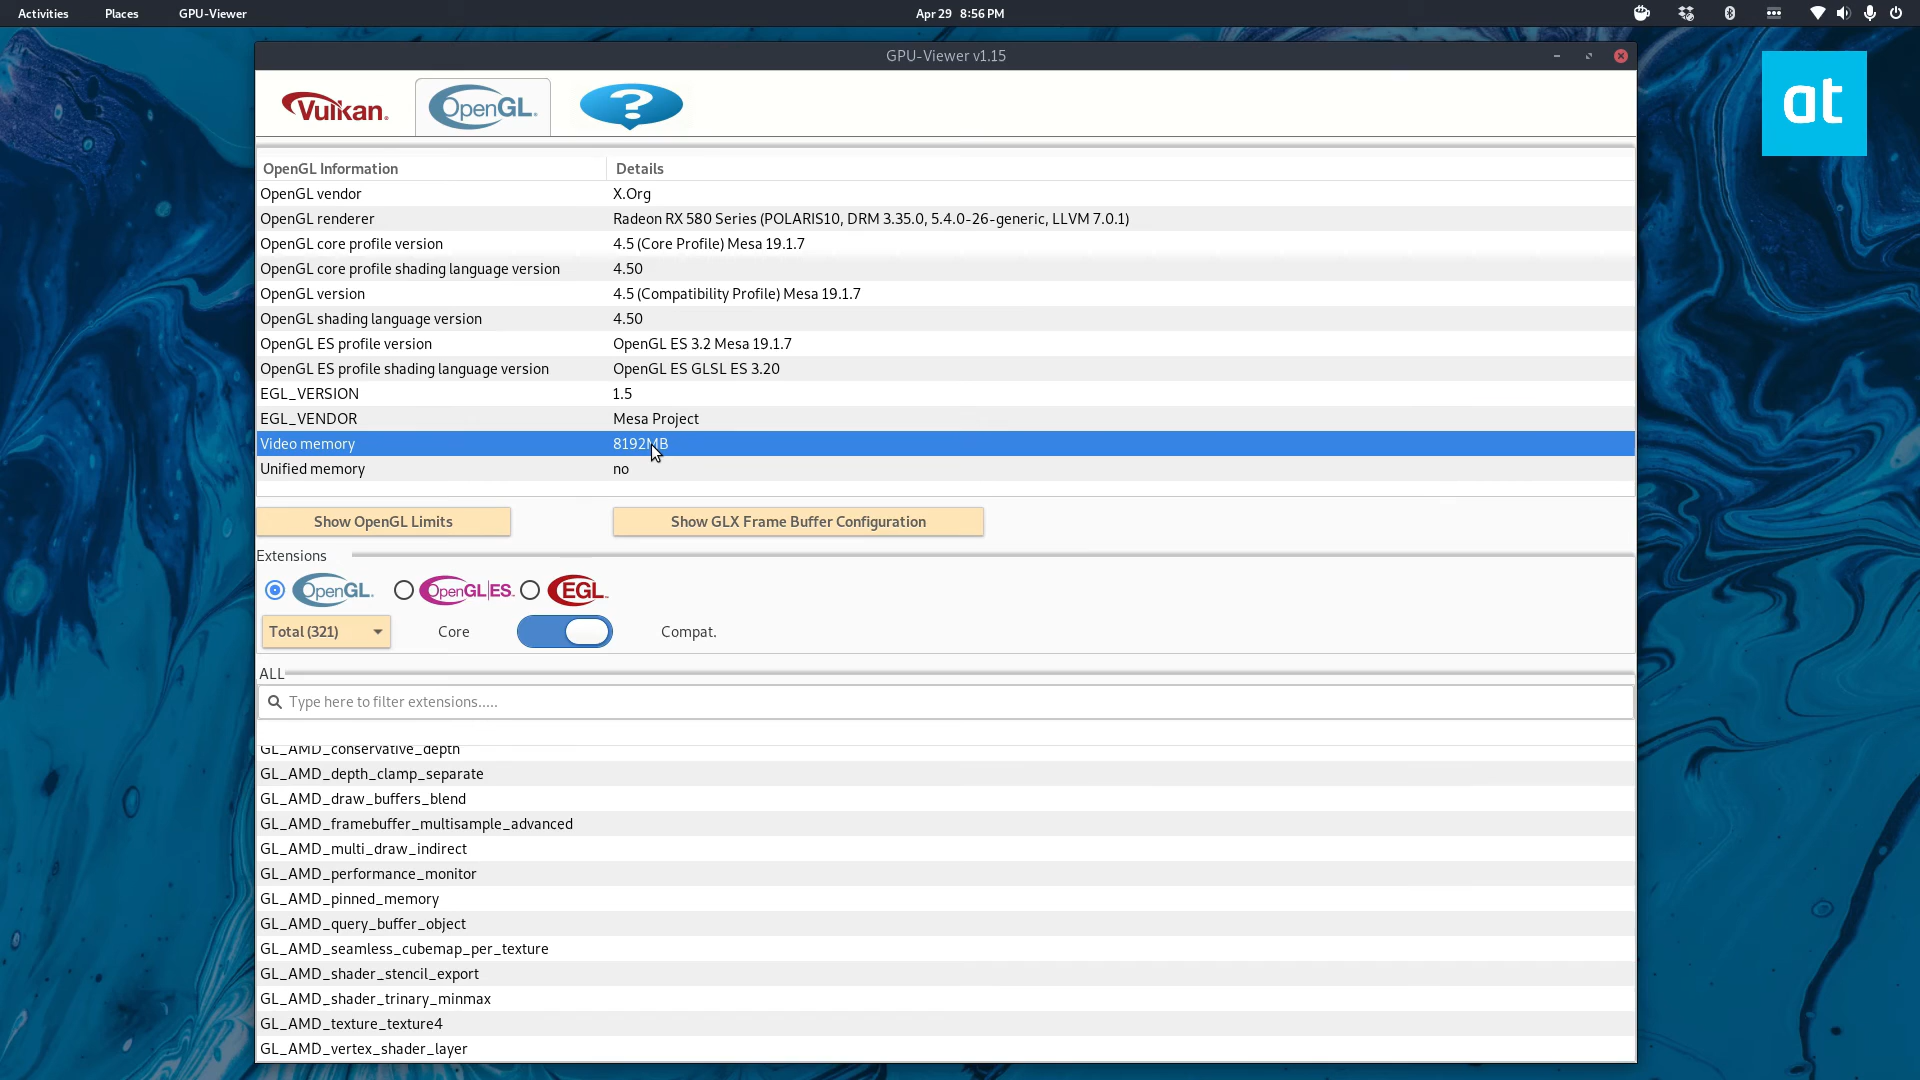 Activities Places GPU-Viewer Apr 29 8:56 PM
GPU-Viewer v1.15
Vulkan. OpenGL. ?
at
OpenGL Information Details
OpenGL vendor X.Org
OpenGL renderer Radeon RX 580 Series (POLARIS10, DRM 3.35.0, 5.4.0-26-generic, LLVM 7.0.1)
OpenGL core profile version 4.5 (Core Profile) Mesa 19.1.7
OpenGL core profile shading language version 4.50
OpenGL version 4.5 (Compatibility Profile) Mesa 19.1.7
OpenGL shading language version 4.50
OpenGL ES profile version OpenGL ES 3.2 Mesa 19.1.7
OpenGL ES profile shading language version OpenGL ES GLSL ES 3.20
EGL_VERSION 1.5
EGL_VENDOR Mesa Project
Video memory 8192MB
Unified memory no
Show OpenGL Limits Show GLX Frame Buffer Configuration
Extensions
OpenGL. OpenGL|ES. EGL™
Total (321) Core Compat.
ALL
Type here to filter extensions.....
GL_AMD_conservative_depth
GL_AMD_depth_clamp_separate
GL_AMD_draw_buffers_blend
GL_AMD_framebuffer_multisample_advanced
GL_AMD_multi_draw_indirect
GL_AMD_performance_monitor
GL_AMD_pinned_memory
GL_AMD_query_buffer_object
GL_AMD_seamless_cubemap_per_texture
GL_AMD_shader_stencil_export
GL_AMD_shader_trinary_minmax
GL_AMD_texture_texture4
GL_AMD_vertex_shader_layer